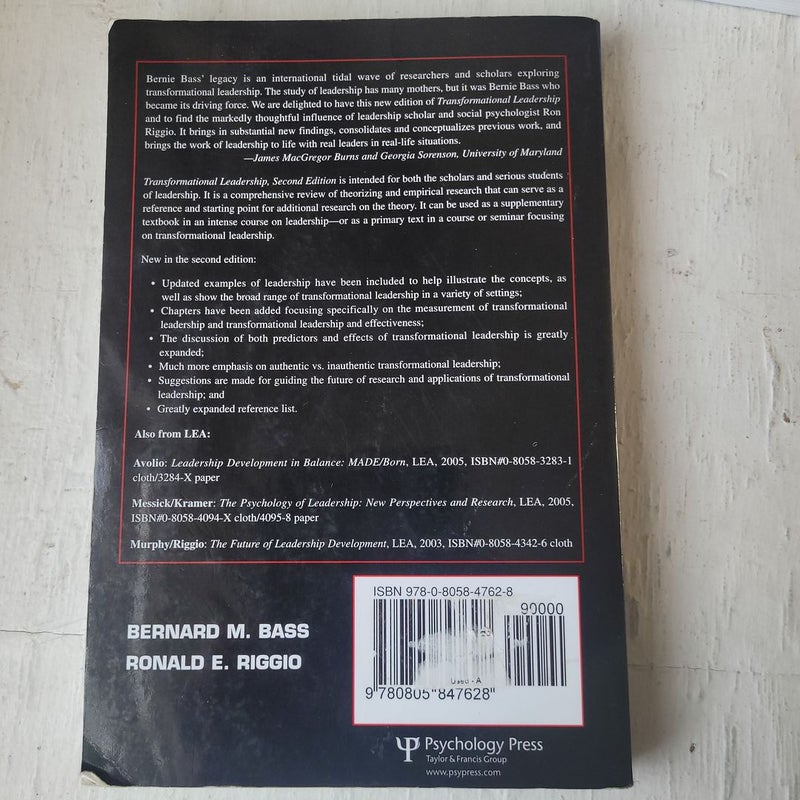 Bernie Bass' legacy is an international tidal wave of researchers and scholars exploring
transformational leadership. The study of leadership has many mothers, but it was Bernie Bass who
became its driving force. We are delighted to have this new edition of Transformational Leadership
and to find the markedly thoughtful influence of leadership scholar and social psychologist Ron
Riggio. It brings in substantial new findings, consolidates and conceptualizes previous work, and
brings the work of leadership to life with real leaders in real-life situations.
—James MacGregor Burns and Georgia Sorenson, University of Maryland
Transformational Leadership, Second Edition is intended for both the scholars and serious students
of leadership. It is a comprehensive review of theorizing and empirical research that can serve as a
reference and starting point for additional research on the theory. It can be used as a supplementary
textbook in an intense course on leadership—or as a primary text in a course or seminar focusing
on transformational leadership.
New in the second edition:
• Updated examples of leadership have been included to help illustrate the concepts, as
well as show the broad range of transformational leadership in a variety of settings;
• Chapters have been added focusing specifically on the measurement of transformational
leadership and transformational leadership and effectiveness;
• The discussion of both predictors and effects of transformational leadership is greatly
expanded;
• Much more emphasis on authentic vs. inauthentic transformational leadership;
• Suggestions are made for guiding the future of research and applications of transformational
leadership; and
• Greatly expanded reference list.
Also from LEA:
Avolio: Leadership Development in Balance: MADE/Born, LEA, 2005, ISBN#0-8058-3283-1
cloth/3284-X paper
Messick/Kramer: The Psychology of Leadership: New Perspectives and Research, LEA, 2005,
ISBN#0-8058-4094-X cloth/4095-8 paper
Murphy/Riggio: The Future of Leadership Development, LEA, 2003, ISBN#0-8058-4342-6 cloth
BERNARD M. BASS
RONALD E. RIGGIO
ISBN 978-0-8058-4762-8
90000
9 780805 847628
Psychology Press
Taylor & Francis Group
www.psypress.com